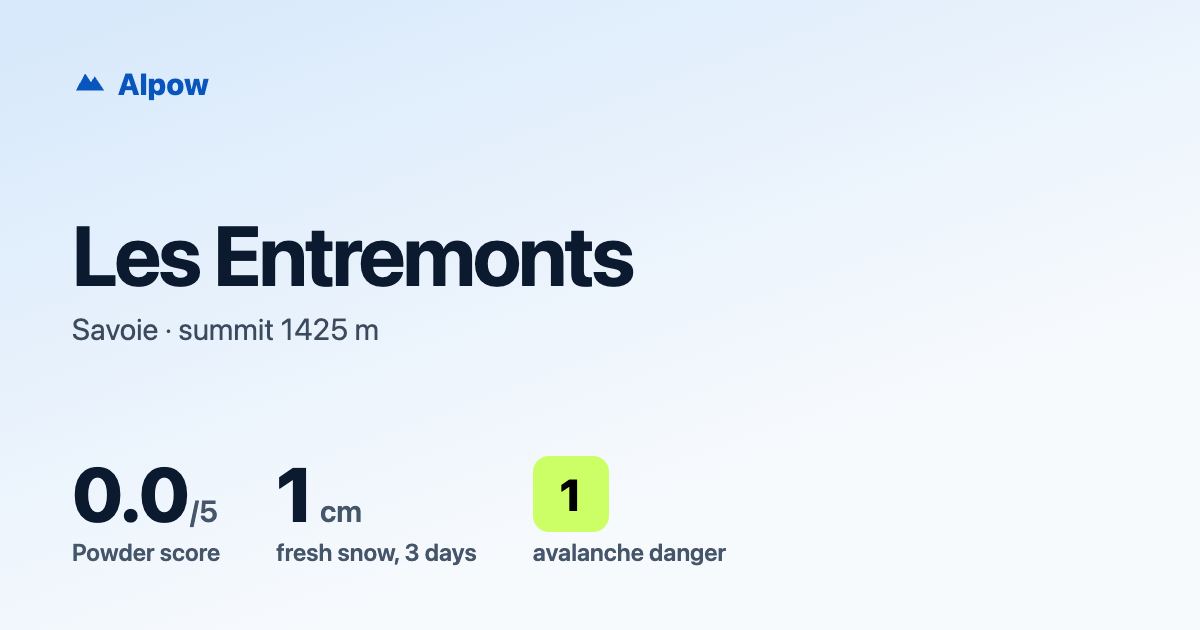 Alpow
Les Entremonts
Savoie · summit 1425 m
0.0/5 1 cm 1
Powder score fresh snow, 3 days avalanche danger